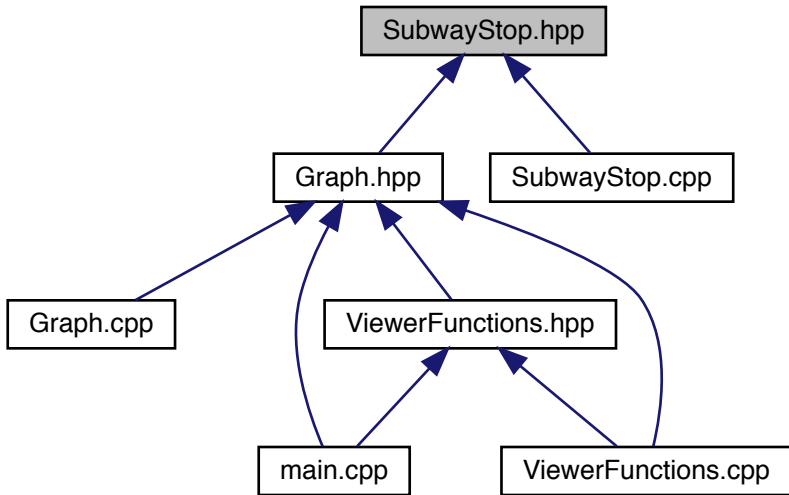 SubwayStop.hpp
Graph.hpp
SubwayStop.cpp
Graph.cpp
ViewerFunctions.hpp
main.cpp
ViewerFunctions.cpp